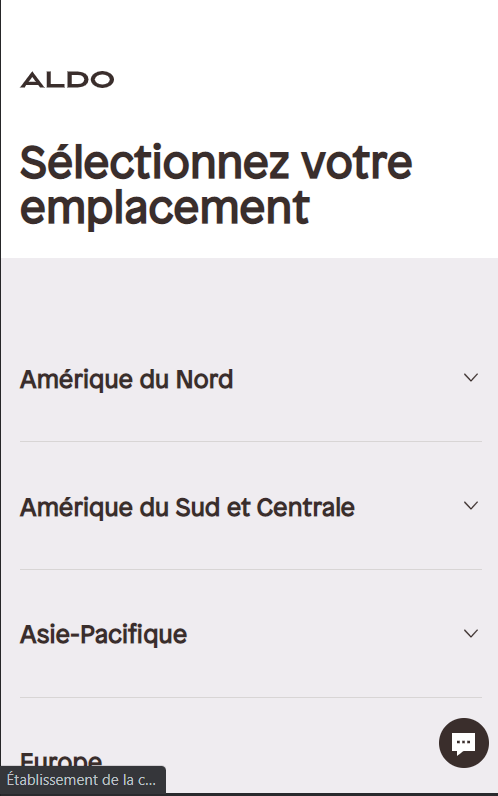 ALDO
Sélectionnez votre
emplacement
Amérique du Nord
Amérique du Sud et Centrale
Asie-Pacifique
Europe
Établissement de la c...